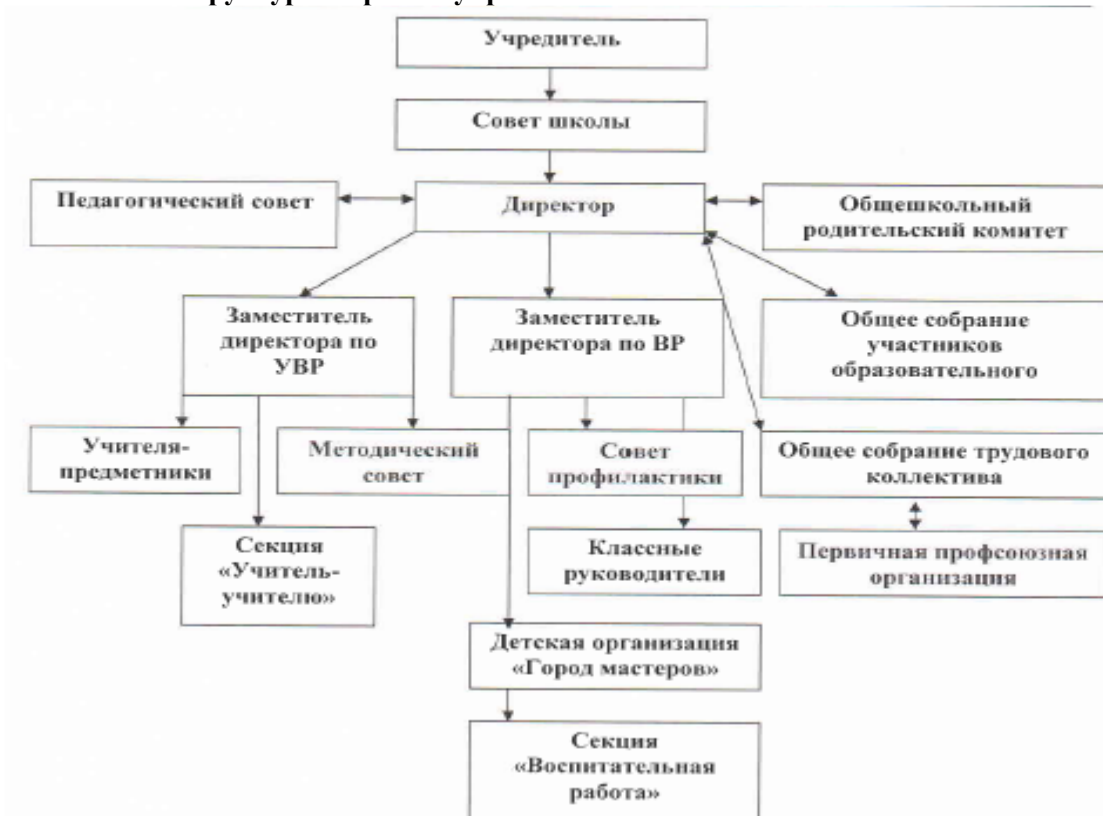 Учредитель
Совет школы
Педагогический совет
Директор
Общешкольный
родительский комитет
Заместитель
директора по
УВР
Заместитель
директора по ВР
Общее собрание
участников
образовательного
Учителя-
предметники
Методический
совет
Совет
профилактики
Общее собрание трудового
коллектива
Секция
«Учитель-
учителю»
Классные
руководители
Первичная профсоюзная
организация
Детская организация
«Город мастеров»
Секция
«Воспитательная
работа»